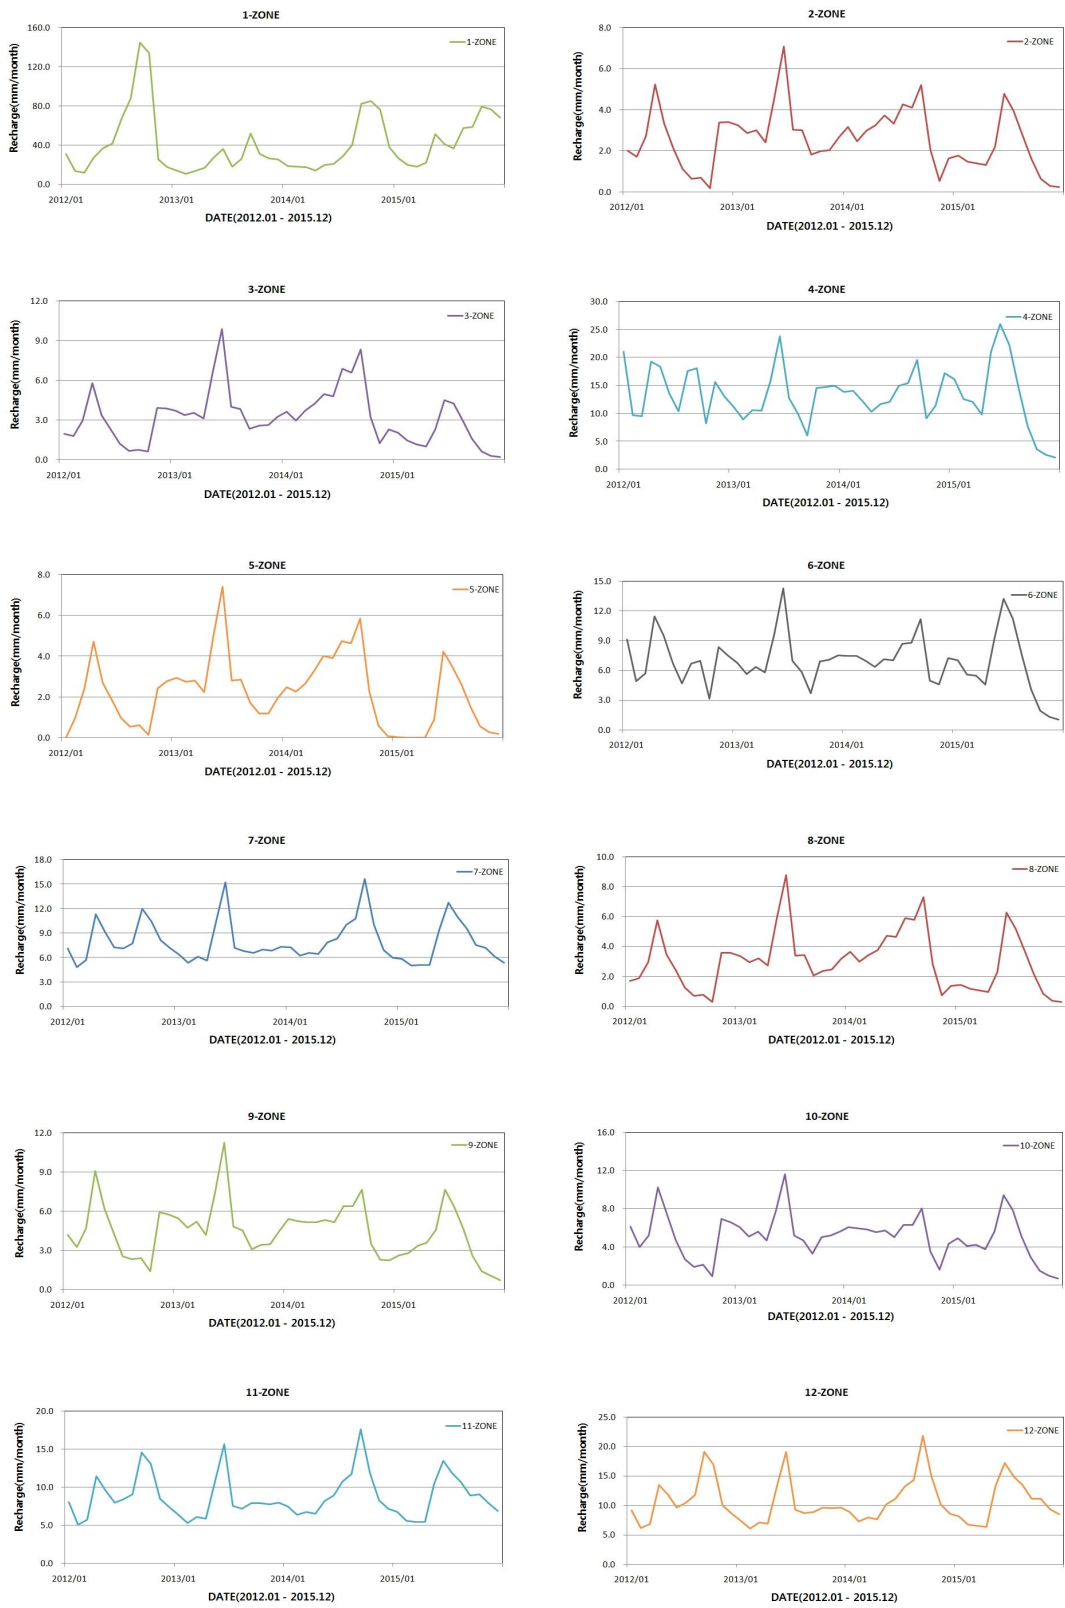 1-ZONE
Recharge(mm/month)
160.0
120.0
80.0
40.0
0.0
1-ZONE
2012/01 2013/01 2014/01 2015/01
DATE(2012.01 - 2015.12)
2-ZONE
Recharge(mm/month)
8.0
6.0
4.0
2.0
0.0
2-ZONE
2012/01 2013/01 2014/01 2015/01
DATE(2012.01 - 2015.12)
3-ZONE
Recharge(mm/month)
12.0
9.0
6.0
3.0
0.0
3-ZONE
2012/01 2013/01 2014/01 2015/01
DATE(2012.01 - 2015.12)
4-ZONE
Recharge(mm/month)
30.0
25.0
20.0
15.0
10.0
5.0
0.0
4-ZONE
2012/01 2013/01 2014/01 2015/01
DATE(2012.01 - 2015.12)
5-ZONE
Recharge(mm/month)
8.0
6.0
4.0
2.0
0.0
5-ZONE
2012/01 2013/01 2014/01 2015/01
DATE(2012.01 - 2015.12)
6-ZONE
Recharge(mm/month)
15.0
12.0
9.0
6.0
3.0
0.0
6-ZONE
2012/01 2013/01 2014/01 2015/01
DATE(2012.01 - 2015.12)
7-ZONE
Recharge(mm/month)
18.0
15.0
12.0
9.0
6.0
3.0
0.0
7-ZONE
2012/01 2013/01 2014/01 2015/01
DATE(2012.01 - 2015.12)
8-ZONE
Recharge(mm/month)
10.0
8.0
6.0
4.0
2.0
0.0
8-ZONE
2012/01 2013/01 2014/01 2015/01
DATE(2012.01 - 2015.12)
9-ZONE
Recharge(mm/month)
12.0
9.0
6.0
3.0
0.0
9-ZONE
2012/01 2013/01 2014/01 2015/01
DATE(2012.01 - 2015.12)
10-ZONE
Recharge(mm/month)
16.0
12.0
8.0
4.0
0.0
10-ZONE
2012/01 2013/01 2014/01 2015/01
DATE(2012.01 - 2015.12)
11-ZONE
Recharge(mm/month)
20.0
15.0
10.0
5.0
0.0
11-ZONE
2012/01 2013/01 2014/01 2015/01
DATE(2012.01 - 2015.12)
12-ZONE
Recharge(mm/month)
25.0
20.0
15.0
10.0
5.0
0.0
12-ZONE
2012/01 2013/01 2014/01 2015/01
DATE(2012.01 - 2015.12)